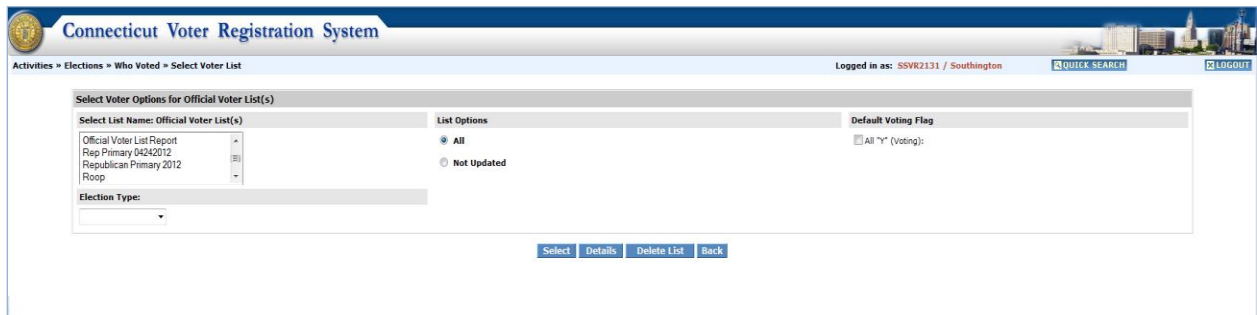 Connecticut Voter Registration System
Activities » Elections » Who Voted » Select Voter List Logged in as: SSVR2131 / Southington QUICK SEARCH LOGOUT
Select Voter Options for Official Voter List(s)
Select List Name: Official Voter List(s) List Options Default Voting Flag
Official Voter List Report All All "Y" (Voting):
Rep Primary 04242012
Republican Primary 2012 Not Updated
Roop
Election Type:
Select Details Delete List Back